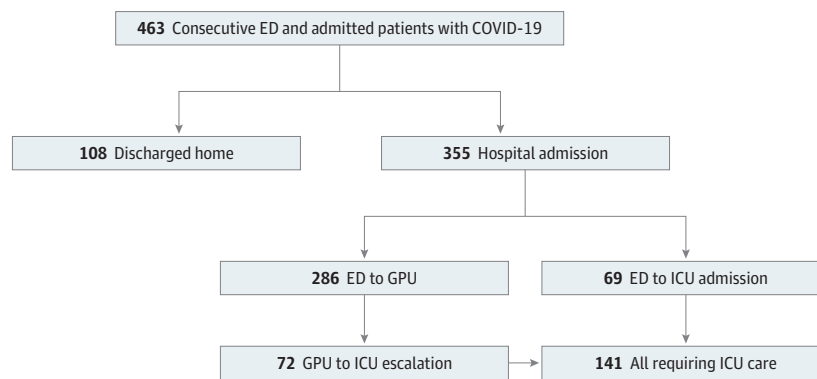 463 Consecutive ED and admitted patients with COVID-19
108 Discharged home
355 Hospital admission
286 ED to GPU
69 ED to ICU admission
72 GPU to ICU escalation
141 All requiring ICU care